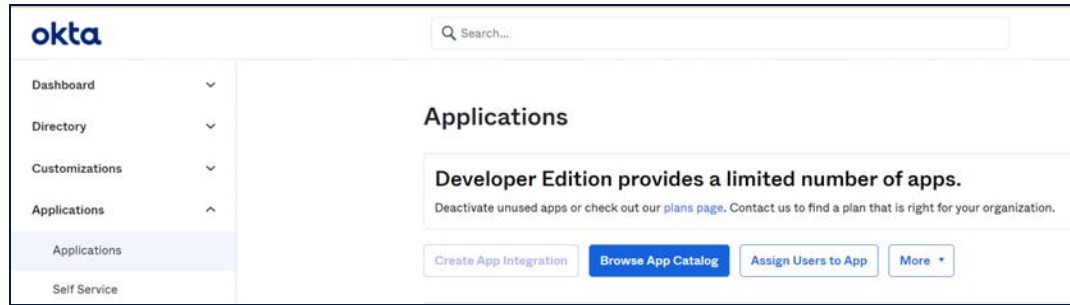 okta
Search...
Dashboard
Directory
Customizations
Applications
Applications
Self Service
Applications
Developer Edition provides a limited number of apps.
Deactivate unused apps or check out our plans page. Contact us to find a plan that is right for your organization.
Create App Integration
Browse App Catalog
Assign Users to App
More